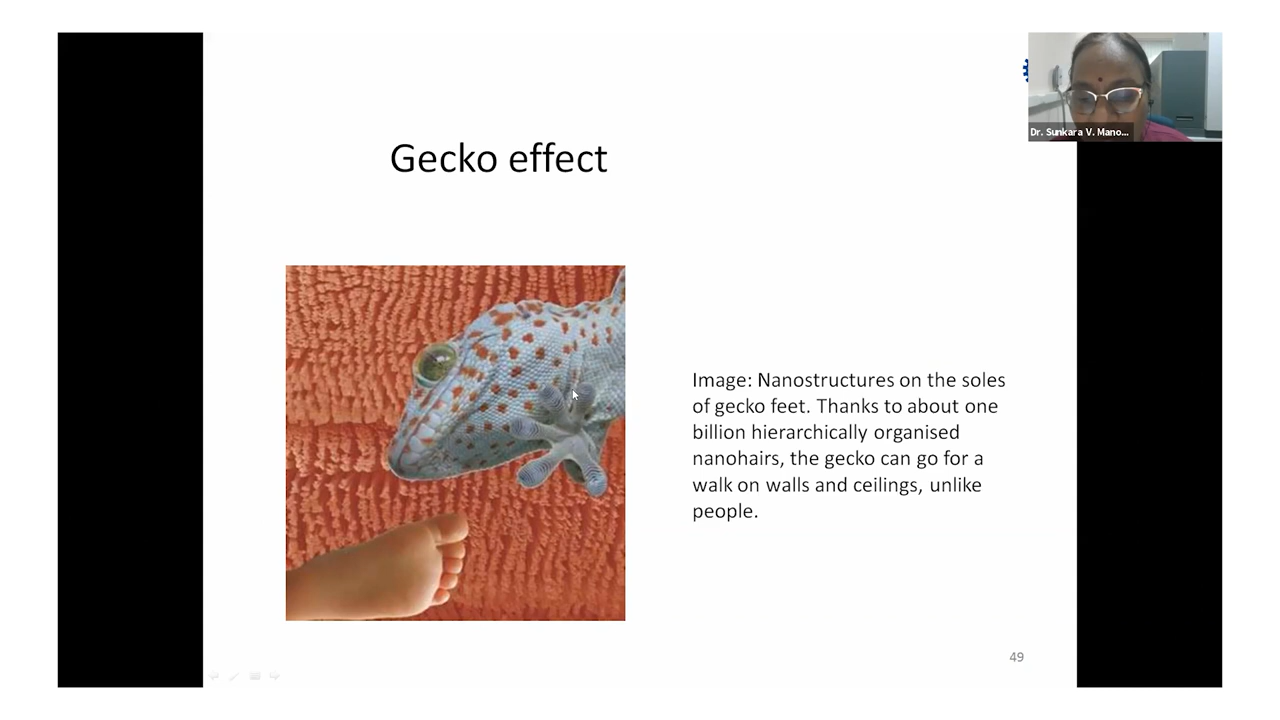 Dr. Sunkara V. Mano...
Gecko effect
Image: Nanostructures on the soles
of gecko feet. Thanks to about one
billion hierarchically organised
nanohairs, the gecko can go for a
walk on walls and ceilings, unlike
people.
49